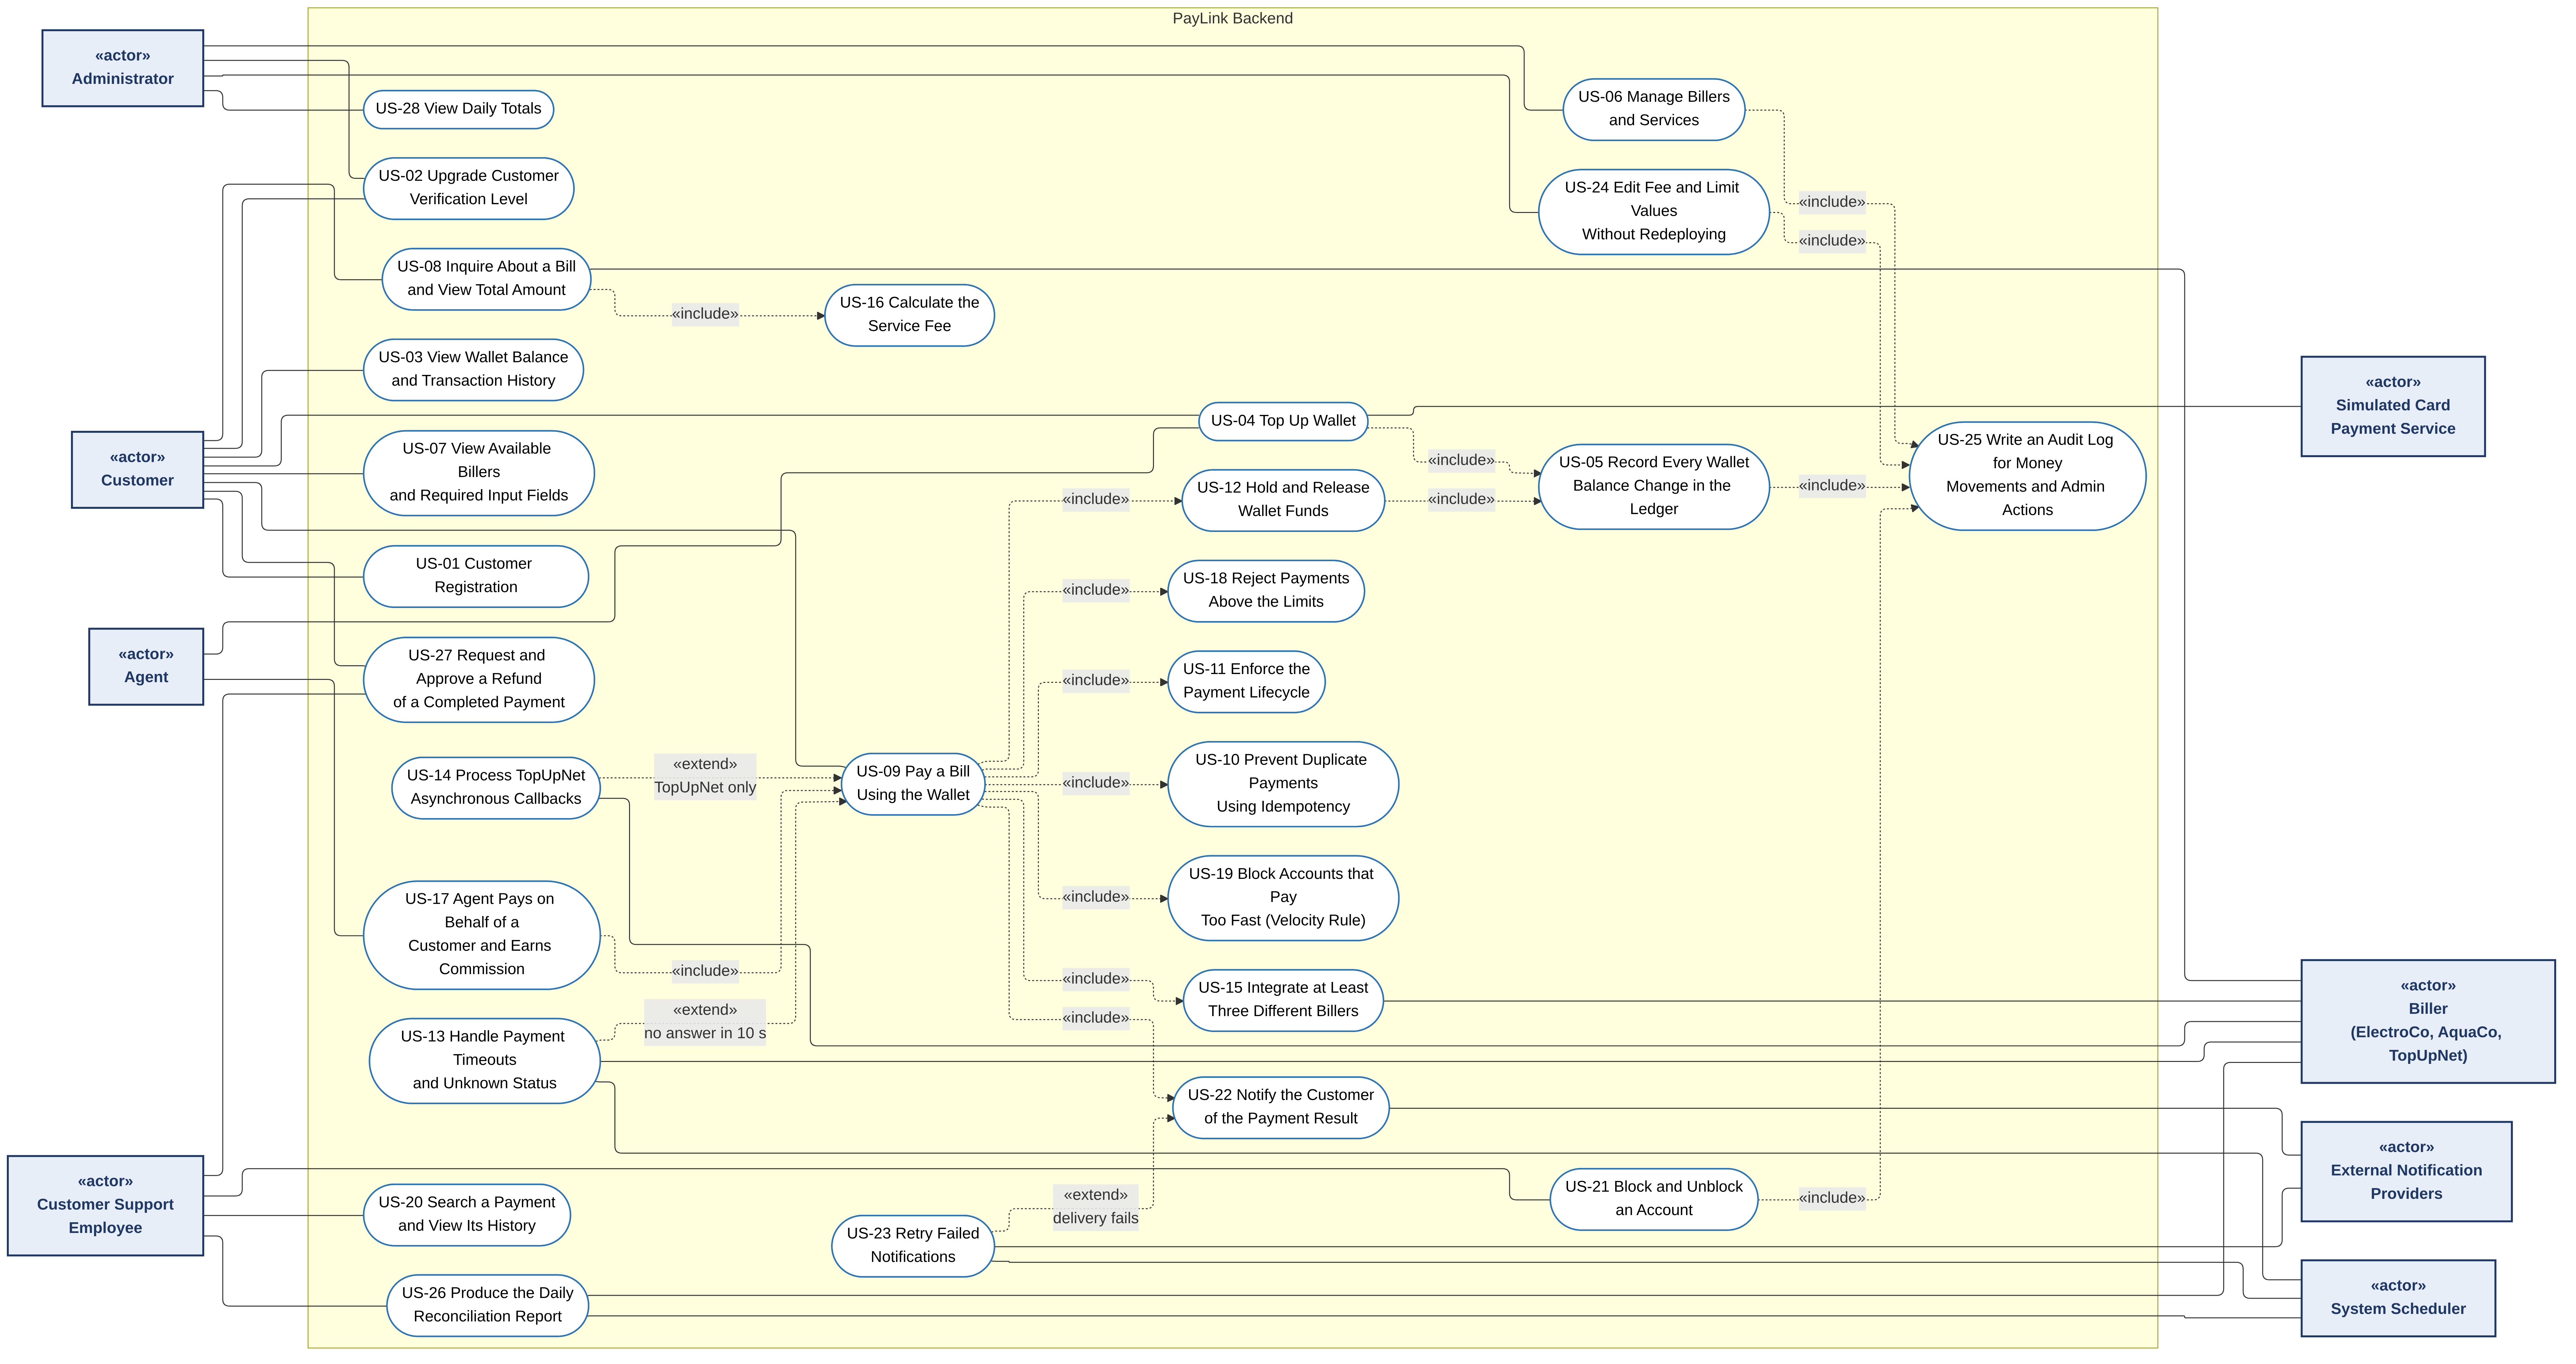 PayLink Backend
«actor»
Administrator
US-28 View Daily Totals
US-06 Manage Billers
and Services
US-02 Upgrade Customer
Verification Level
US-24 Edit Fee and Limit
Values
Without Redeploying
«include»
«include»
US-08 Inquire About a Bill
and View Total Amount
«include»
US-16 Calculate the
Service Fee
US-03 View Wallet Balance
and Transaction History
«actor»
Simulated Card
Payment Service
US-04 Top Up Wallet
«actor»
Customer
US-07 View Available
Billers
and Required Input Fields
«include»
US-05 Record Every Wallet
Balance Change in the
Ledger
«include»
US-25 Write an Audit Log
for Money
Movements and Admin
Actions
«include»
US-12 Hold and Release
Wallet Funds
«include»
US-01 Customer
Registration
«include»
US-18 Reject Payments
Above the Limits
«actor»
Agent
US-27 Request and
Approve a Refund
of a Completed Payment
«include»
US-11 Enforce the
Payment Lifecycle
US-14 Process TopUpNet
Asynchronous Callbacks
«extend»
TopUpNet only
US-09 Pay a Bill
Using the Wallet
«include»
US-10 Prevent Duplicate
Payments
Using Idempotency
US-17 Agent Pays on
Behalf of a
Customer and Earns
Commission
«include»
«include»
US-19 Block Accounts that
Pay
Too Fast (Velocity Rule)
«include»
US-15 Integrate at Least
Three Different Billers
«actor»
Biller
(ElectroCo, AquaCo,
TopUpNet)
US-13 Handle Payment
Timeouts
and Unknown Status
«extend»
no answer in 10 s
«include»
US-22 Notify the Customer
of the Payment Result
«actor»
External Notification
Providers
«actor»
Customer Support
Employee
US-20 Search a Payment
and View Its History
«extend»
delivery fails
US-21 Block and Unblock
an Account
«include»
US-23 Retry Failed
Notifications
US-26 Produce the Daily
Reconciliation Report
«actor»
System Scheduler